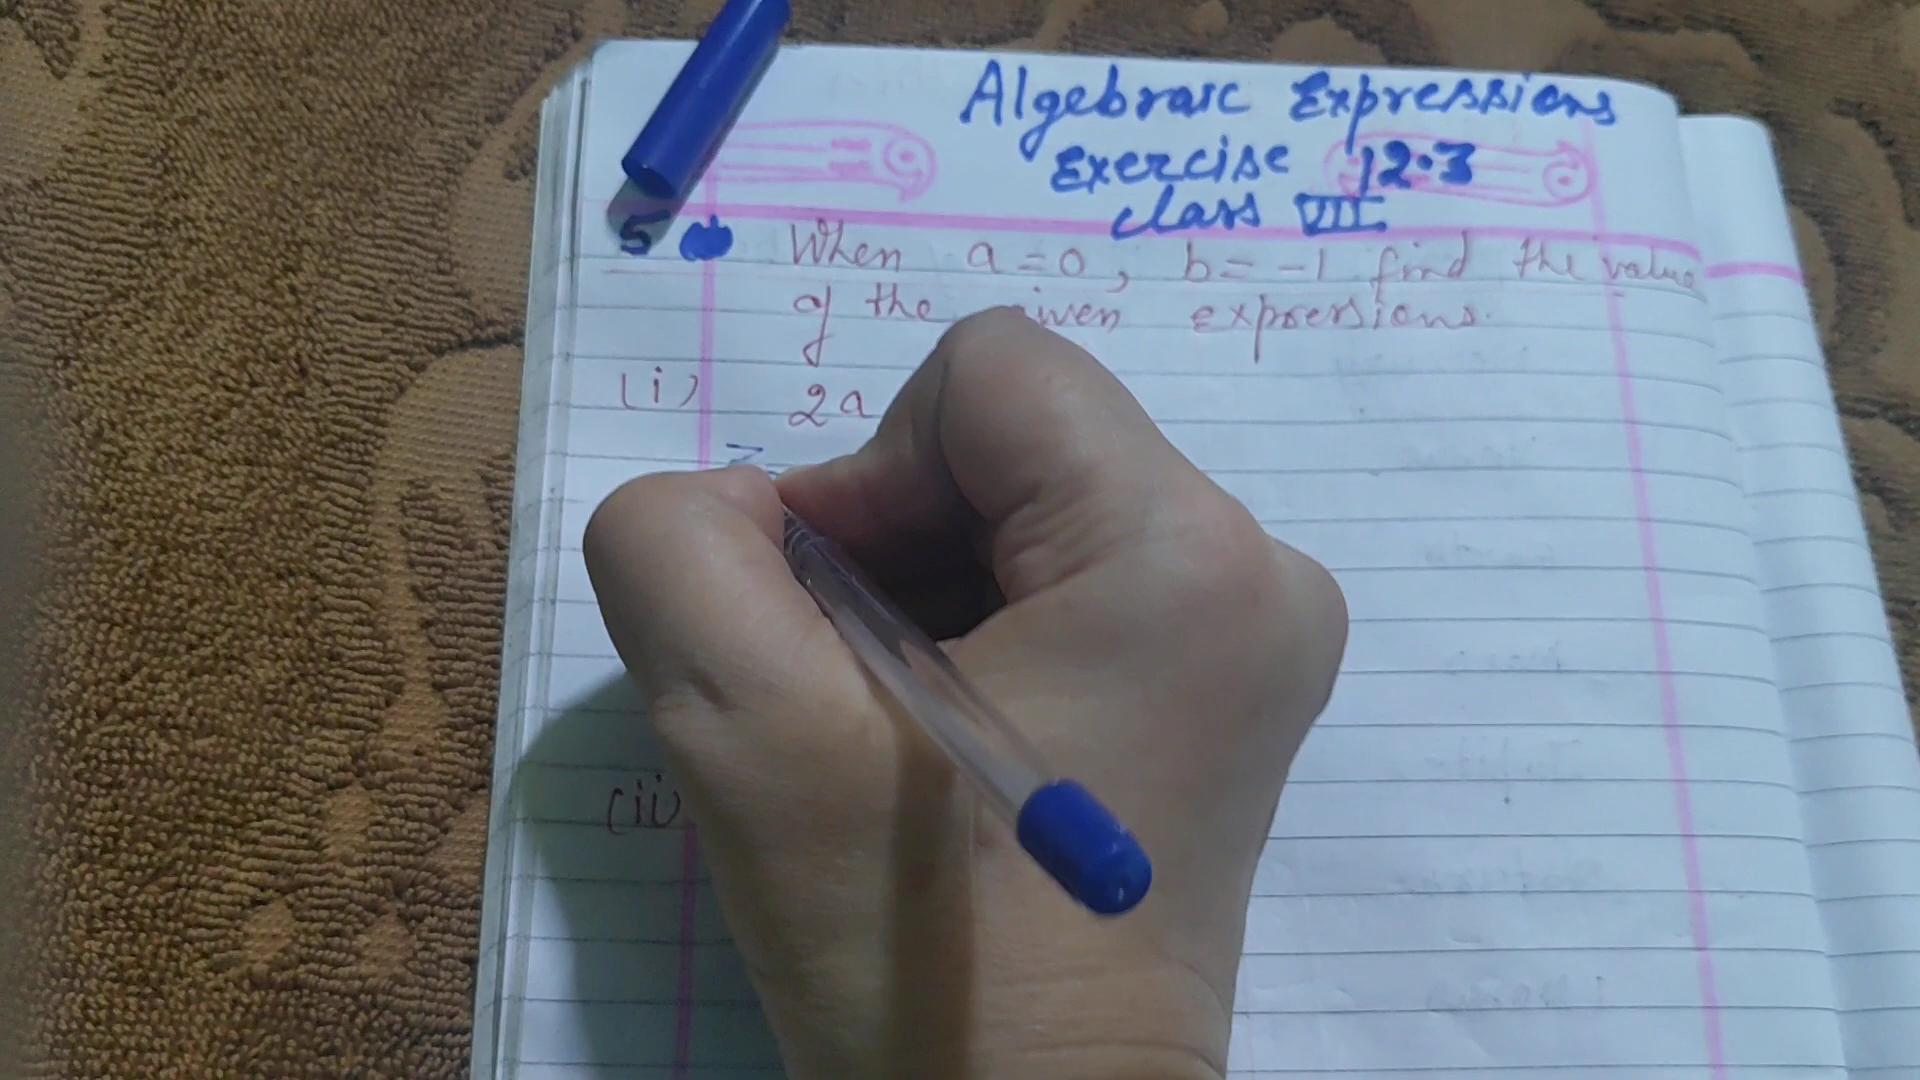 Algebraic Expressions
Exercise 12.3
class VII
5 When a=0, b= -1 find the value
of the given expressions.
(i) 2a
=
(ii)